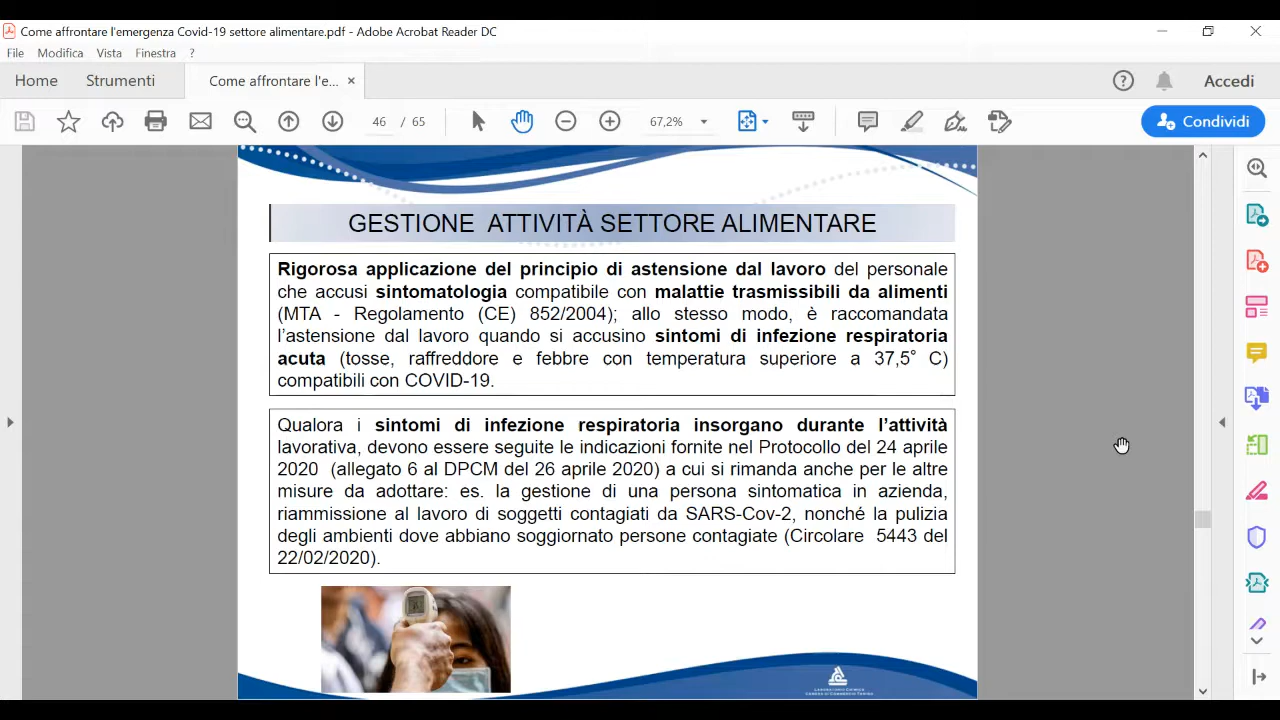 Come affrontare l'emergenza Covid-19 settore alimentare.pdf - Adobe Acrobat Reader DC
File Modifica Vista Finestra ?
Home Strumenti Come affrontare l'e... × Accedi
46 / 65 67,2% Condividi
GESTIONE ATTIVITÀ SETTORE ALIMENTARE
Rigorosa applicazione del principio di astensione dal lavoro del personale
che accusi sintomatologia compatibile con malattie trasmissibili da alimenti
(MTA - Regolamento (CE) 852/2004); allo stesso modo, è raccomandata
l'astensione dal lavoro quando si accusino sintomi di infezione respiratoria
acuta (tosse, raffreddore e febbre con temperatura superiore a 37,5° C)
compatibili con COVID-19.
Qualora i sintomi di infezione respiratoria insorgano durante l'attività
lavorativa, devono essere seguite le indicazioni fornite nel Protocollo del 24 aprile
2020 (allegato 6 al DPCM del 26 aprile 2020) a cui si rimanda anche per le altre
misure da adottare: es. la gestione di una persona sintomatica in azienda,
riammissione al lavoro di soggetti contagiati da SARS-Cov-2, nonché la pulizia
degli ambienti dove abbiano soggiornato persone contagiate (Circolare 5443 del
22/02/2020).
LABORATORIO CHIMICO
CAMERA DI COMMERCIO TORINO